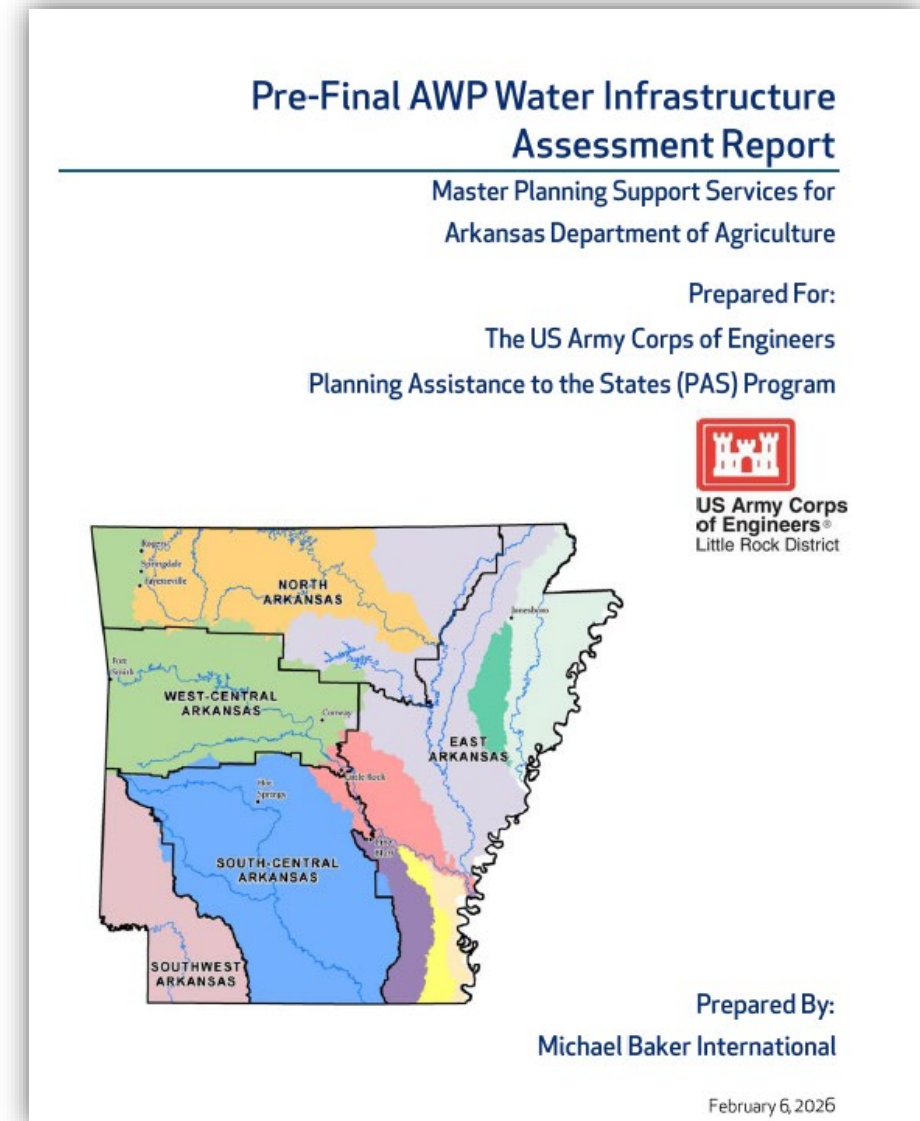 Pre-Final AWP Water Infrastructure
Assessment Report
Master Planning Support Services for
Arkansas Department of Agriculture
Prepared For:
The US Army Corps of Engineers
Planning Assistance to the States (PAS) Program
US Army Corps
of Engineers®
Little Rock District
Rogers
Springdale
Fayetteville
NORTH
ARKANSAS
Jonesboro
Fort
Smith
WEST-CENTRAL
ARKANSAS
Conway
EAST
ARKANSAS
Little Rock
Hot
Springs
Pine
Bluff
SOUTH-CENTRAL
ARKANSAS
SOUTHWEST
ARKANSAS
Prepared By:
Michael Baker International
February 6, 2026